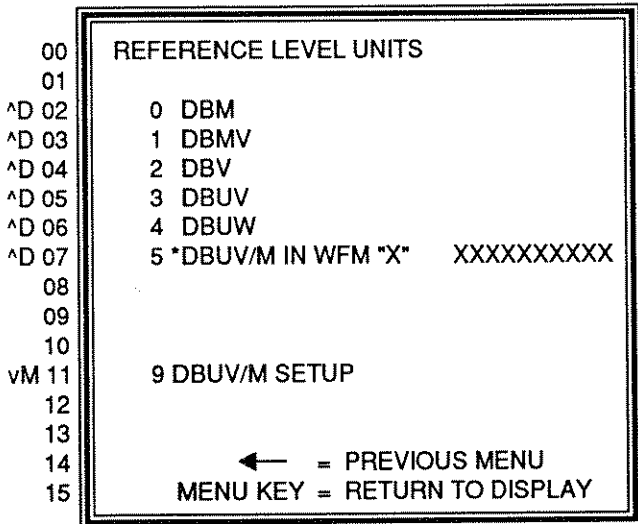 00 REFERENCE LEVEL UNITS
01
^D 02 0 DBM
^D 03 1 DBMV
^D 04 2 DBV
^D 05 3 DBUV
^D 06 4 DBUW
^D 07 5 *DBUV/M IN WFM "X" XXXXXXXXXX
08
09
10
vM 11 9 DBUV/M SETUP
12
13
14 ← = PREVIOUS MENU
15 MENU KEY = RETURN TO DISPLAY